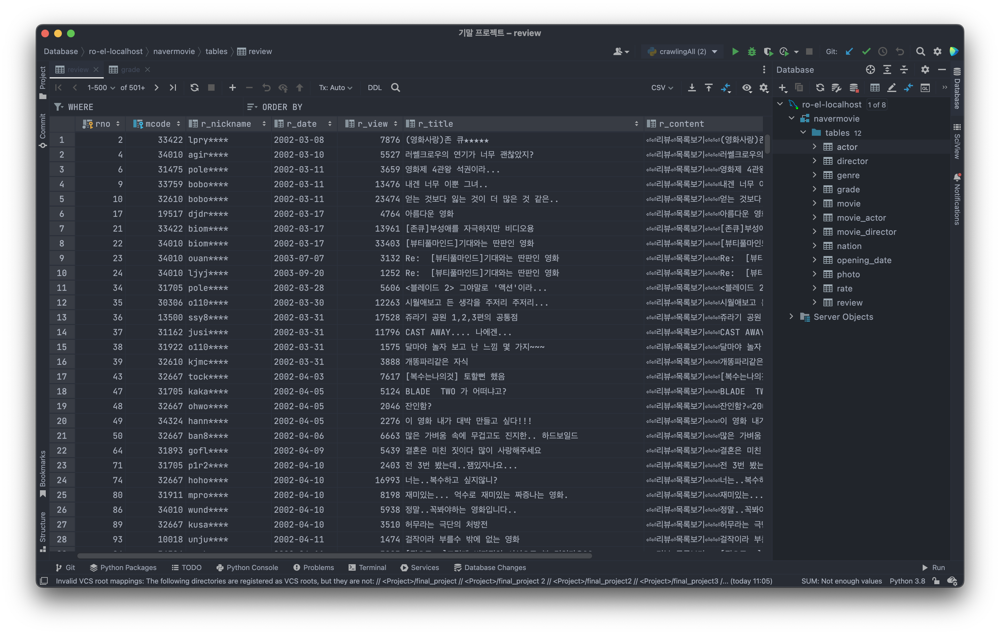 기말 프로젝트 – review
Database ro-el-localhost navermovie tables review crawlingAll (2) Git:
review grade Database
1-500 of 501+ Tx: Auto DDL CSV
WHERE ORDER BY
rno mcode r_nickname r_date r_view r_title r_content
1 2 33422 lpry**** 2002-03-08 7876 (영화사랑)존 큐★★★★★ ⏎⏎리뷰⏎목록보기⏎⏎⏎(영화사랑)존
2 4 34010 agir**** 2002-03-10 5527 러쎌크로우의 연기가 너무 괜찮았지? ⏎⏎리뷰⏎목록보기⏎⏎⏎러쎌크로우의
3 6 31475 pole**** 2002-03-11 3659 영화제 4관왕 석권이라... ⏎⏎리뷰⏎목록보기⏎⏎⏎영화제 4관왕
4 9 33759 bobo**** 2002-03-11 13476 내겐 너무 이뿐 그녀.. ⏎⏎리뷰⏎목록보기⏎⏎⏎내겐 너무
5 10 32610 bobo**** 2002-03-11 23474 얻는 것보다 잃는 것이 더 많은 것 같은.. ⏎⏎리뷰⏎목록보기⏎⏎⏎얻는 것보다
6 17 19517 djdr**** 2002-03-17 4764 아름다운 영화 ⏎⏎리뷰⏎목록보기⏎⏎⏎아름다운 영화
7 21 33422 biom**** 2002-03-17 13961 [존큐]부성애를 자극하지만 비디오용 ⏎⏎리뷰⏎목록보기⏎⏎⏎[존큐]부성애
8 22 34010 biom**** 2002-03-17 33403 [뷰티풀마인드]기대와는 딴판인 영화 ⏎⏎리뷰⏎목록보기⏎⏎⏎[뷰티풀마인드
9 23 34010 ouan**** 2003-07-07 3132 Re:  [뷰티풀마인드]기대와는 딴판인 영화 ⏎⏎리뷰⏎목록보기⏎⏎⏎Re:  [뷰티
10 24 34010 ljyj**** 2003-09-20 1252 Re:  [뷰티풀마인드]기대와는 딴판인 영화 ⏎⏎리뷰⏎목록보기⏎⏎⏎Re:  [뷰티
11 34 31705 pole**** 2002-03-28 5606 <블레이드 2> 그야말로 '액션'이라... ⏎⏎리뷰⏎목록보기⏎⏎⏎<블레이드 2
12 35 30306 o110**** 2002-03-30 12263 시월애보고 든 생각을 주저리 주저리... ⏎⏎리뷰⏎목록보기⏎⏎⏎시월애보고
13 36 13500 ssy8**** 2002-03-31 17528 쥬라기 공원 1,2,3편의 공통점 ⏎⏎리뷰⏎목록보기⏎⏎⏎쥬라기 공원
14 37 31162 jusi**** 2002-03-31 11796 CAST AWAY.... 나에겐... ⏎⏎리뷰⏎목록보기⏎⏎⏎CAST AWAY
15 38 31922 o110**** 2002-03-31 1575 달마야 놀자 보고 난 느낌 몇 가지~~~ ⏎⏎리뷰⏎목록보기⏎⏎⏎달마야 놀자
16 39 32610 kjmc**** 2002-03-31 3888 개똥파리같은 자식 ⏎⏎리뷰⏎목록보기⏎⏎⏎개똥파리같은
17 43 32667 tock**** 2002-04-03 7617 [복수는나의것] 토할뻔 했음 ⏎⏎리뷰⏎목록보기⏎⏎⏎[복수는나의것
18 47 31705 kaka**** 2002-04-05 5124 BLADE  TWO 가 어떠냐고? ⏎⏎리뷰⏎목록보기⏎⏎⏎BLADE  TW
19 48 32667 ohwo**** 2002-04-05 2046 잔인함? ⏎⏎리뷰⏎목록보기⏎⏎⏎잔인함?⏎200
20 49 34324 hann**** 2002-04-05 2276 이 영화 내가 대박 만들고 싶다!!! ⏎⏎리뷰⏎목록보기⏎⏎⏎이 영화 내가
21 50 32667 ban8**** 2002-04-06 6663 많은 가벼움 속에 무겁고도 진지한.. 하드보일드 ⏎⏎리뷰⏎목록보기⏎⏎⏎많은 가벼움
22 64 31893 gofl**** 2002-04-09 5439 결혼은 미친 짓이다 많이 사랑해주세요 ⏎⏎리뷰⏎목록보기⏎⏎⏎결혼은 미친
23 71 31705 p1r2**** 2002-04-10 2403 전 3번 봤는데..잼있자나요... ⏎⏎리뷰⏎목록보기⏎⏎⏎전 3번 봤는
24 74 32667 hoho**** 2002-04-10 16993 너는..복수하고 싶지않니? ⏎⏎리뷰⏎목록보기⏎⏎⏎너는..복수하
25 80 31911 mpro**** 2002-04-10 8198 재미있는... 억수로 재미있는 짜증나는 영화. ⏎⏎리뷰⏎목록보기⏎⏎⏎재미있는...
26 86 34010 wund**** 2002-04-10 5938 정말..꼭봐야하는 영화입니다.. ⏎⏎리뷰⏎목록보기⏎⏎⏎정말..꼭봐야
27 89 32667 kusa**** 2002-04-10 3510 허무라는 극단의 처방전 ⏎⏎리뷰⏎목록보기⏎⏎⏎허무라는 극단
28 93 10018 unju**** 2002-04-11 1474 걸작이라 부를수 밖에 없는 영화 ⏎⏎리뷰⏎목록보기⏎⏎⏎걸작이라 부를
ro-el-localhost 1 of 8
navermovie
tables 12
actor
director
genre
grade
movie
movie_actor
movie_director
nation
opening_date
photo
rate
review
Server Objects
Project
Commit
Bookmarks
Structure
Database
SciView
Notifications
Git Python Packages TODO Python Console Problems Terminal Services Database Changes Run
Invalid VCS root mappings: The following directories are registered as VCS roots, but they are not: // <Project>/final_project // <Project>/final_project 2 // <Project>/final_project2 // <Project>/final_project3 /... (today 11:05) SUM: Not enough values Python 3.8